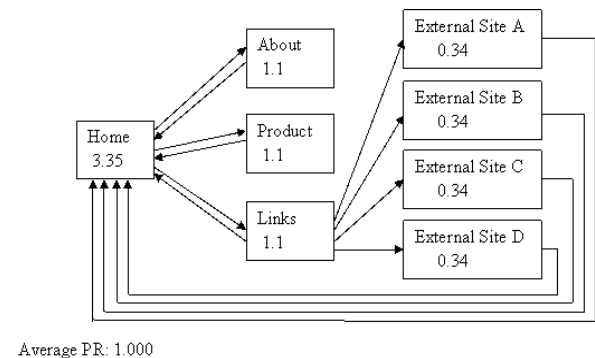 About
1.1
External Site A
0.34
External Site B
0.34
Home
3.35
Product
1.1
External Site C
0.34
Links
1.1
External Site D
0.34
Average PR: 1.000